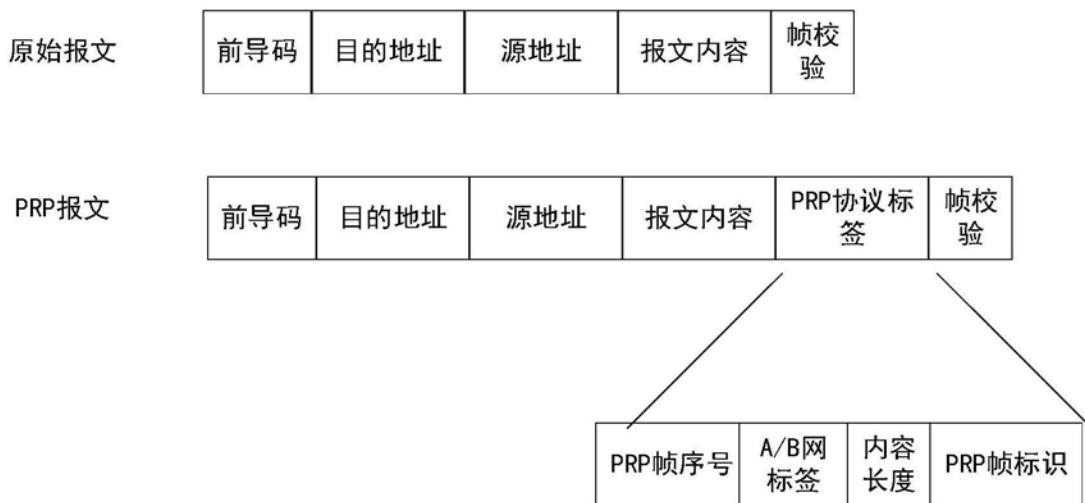 原始报文
前导码
目的地址
源地址
报文内容
帧校
验
PRP报文
前导码
目的地址
源地址
报文内容
PRP协议标
签
帧校
验
PRP帧序号
A/B网
标签
内容
长度
PRP帧标识